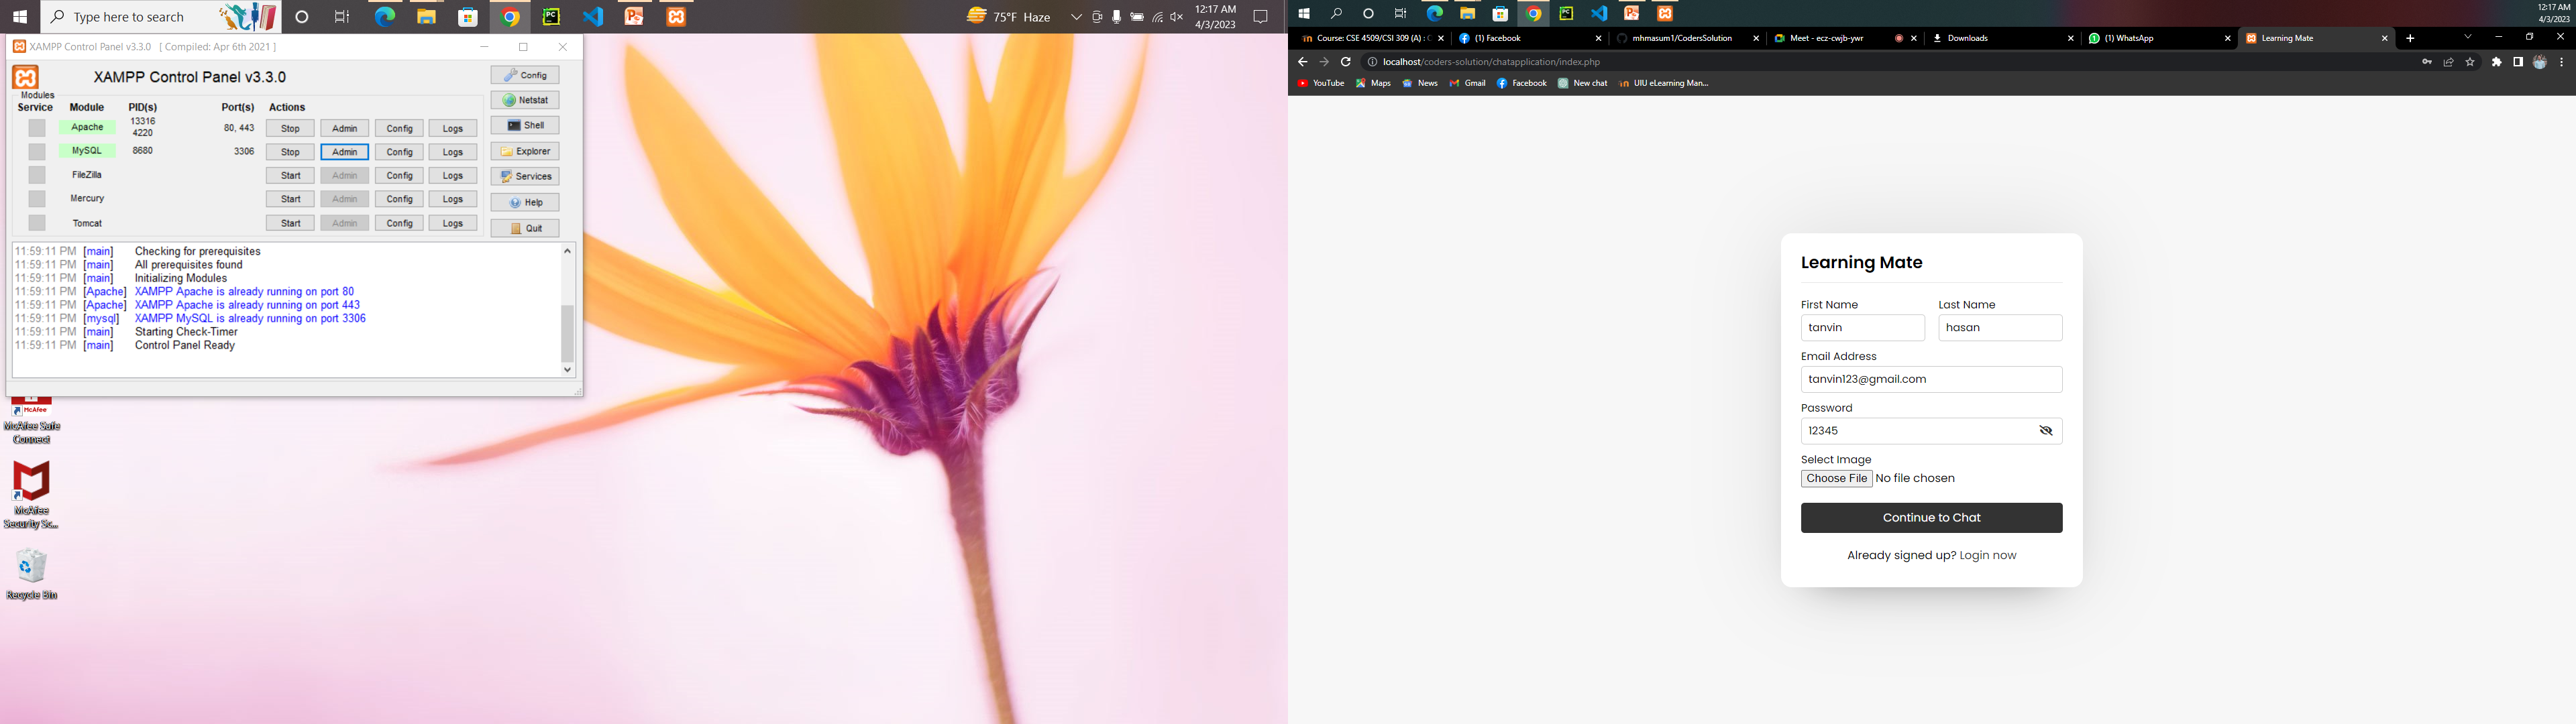 Type here to search
75°F Haze
12:17 AM
4/3/2023
XAMPP Control Panel v3.3.0 [ Compiled: Apr 6th 2021 ]
XAMPP Control Panel v3.3.0
Config
Modules
Service Module PID(s) Port(s) Actions
Netstat
Apache 13316 80, 443 Stop Admin Config Logs
4220
Shell
MySQL 8680 3306 Stop Admin Config Logs
Explorer
FileZilla Start Admin Config Logs
Services
Mercury Start Admin Config Logs
Help
Tomcat Start Admin Config Logs
Quit
11:59:11 PM [main] Checking for prerequisites
11:59:11 PM [main] All prerequisites found
11:59:11 PM [main] Initializing Modules
11:59:11 PM [Apache] XAMPP Apache is already running on port 80
11:59:11 PM [Apache] XAMPP Apache is already running on port 443
11:59:11 PM [mysql] XAMPP MySQL is already running on port 3306
11:59:11 PM [main] Starting Check-Timer
11:59:11 PM [main] Control Panel Ready
McAfee
McAfee Safe
Connect
McAfee
Security Sc...
Recycle Bin
12:17 AM
4/3/2023
Course: CSE 4509/CSI 309 (A) : C
(1) Facebook
mhmasum1/CodersSolution
Meet - ecz-cwjb-ywr
Downloads
(1) WhatsApp
Learning Mate
localhost/coders-solution/chatapplication/index.php
YouTube Maps News Gmail Facebook New chat UIU eLearning Man...
Learning Mate
First Name Last Name
tanvin hasan
Email Address
tanvin123@gmail.com
Password
12345
Select Image
Choose File No file chosen
Continue to Chat
Already signed up? Login now